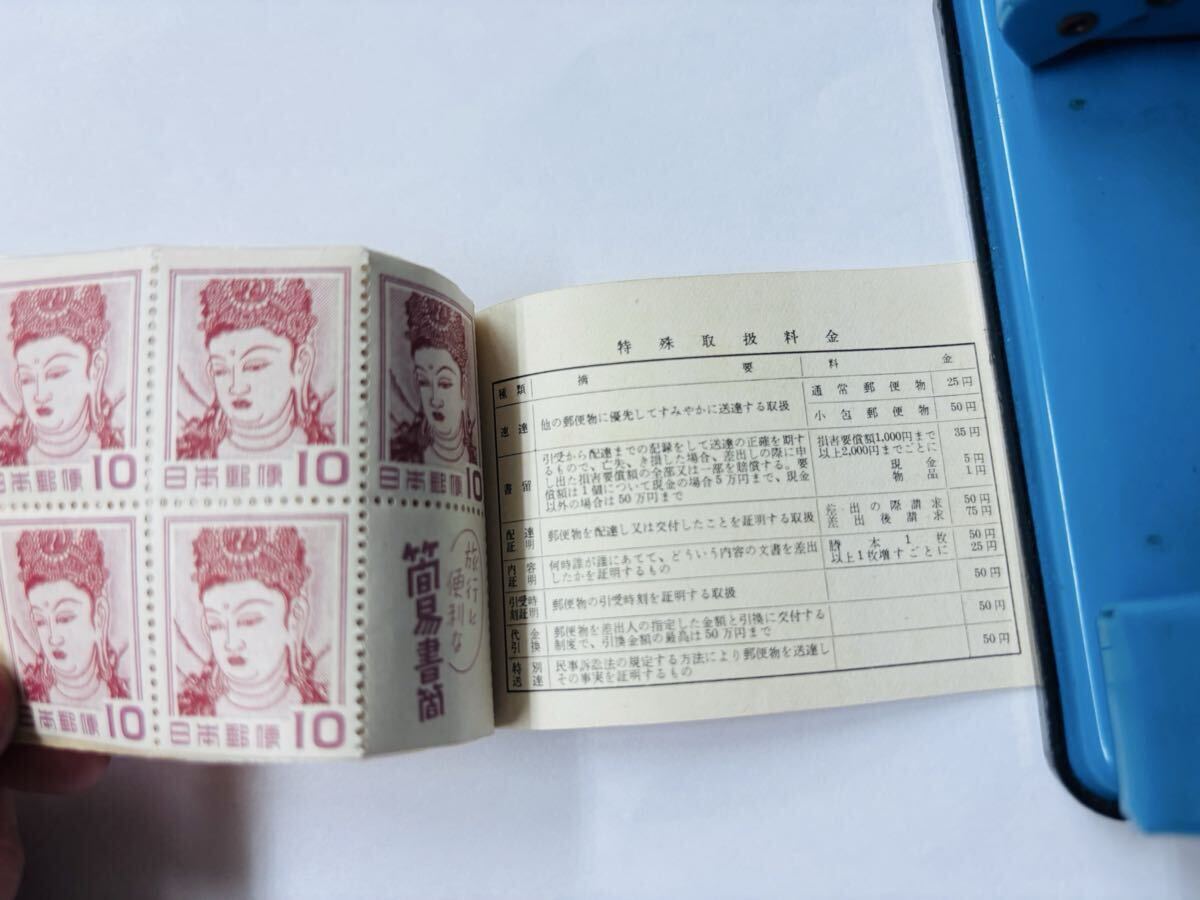 日本郵便 10
日本郵便 10
日本郵便 10
日本郵便 10
日本郵便 10
旅行と
便利な
簡易書簡
特殊取扱料金
種類 摘要 料金
速達 他の郵便物に優先してすみやかに送達する取扱 通常郵便物 25円
小包郵便物 50円
書留 引受から配達までの記録をして送達の正確を期す
るもので、亡失、き損した場合、差出しの際に申
し出た損害要償額の全部又は一部を賠償する。要
償額は1個について現金の場合5万円まで、現金
以外の場合は50万円まで
損害要償額1,000円まで 35円
以上2,000円までごとに
現金 5円
物品 1円
配達証明 郵便物を配達し又は交付したことを証明する取扱 差出の際請求 50円
差出後請求 75円
内容証明 何時誰が誰にあてて、どういう内容の文書を差出
したかを証明するもの
謄本1枚 50円
以上1枚増すごとに 25円
引受時刻証明 郵便物の引受時刻を証明する取扱 50円
代金引換 郵便物を差出人の指定した金額と引換に交付する
制度で、引換金額の最高は50万円まで 50円
特別送達 民事訴訟法の規定する方法により郵便物を送達し
その事実を証明するもの 50円